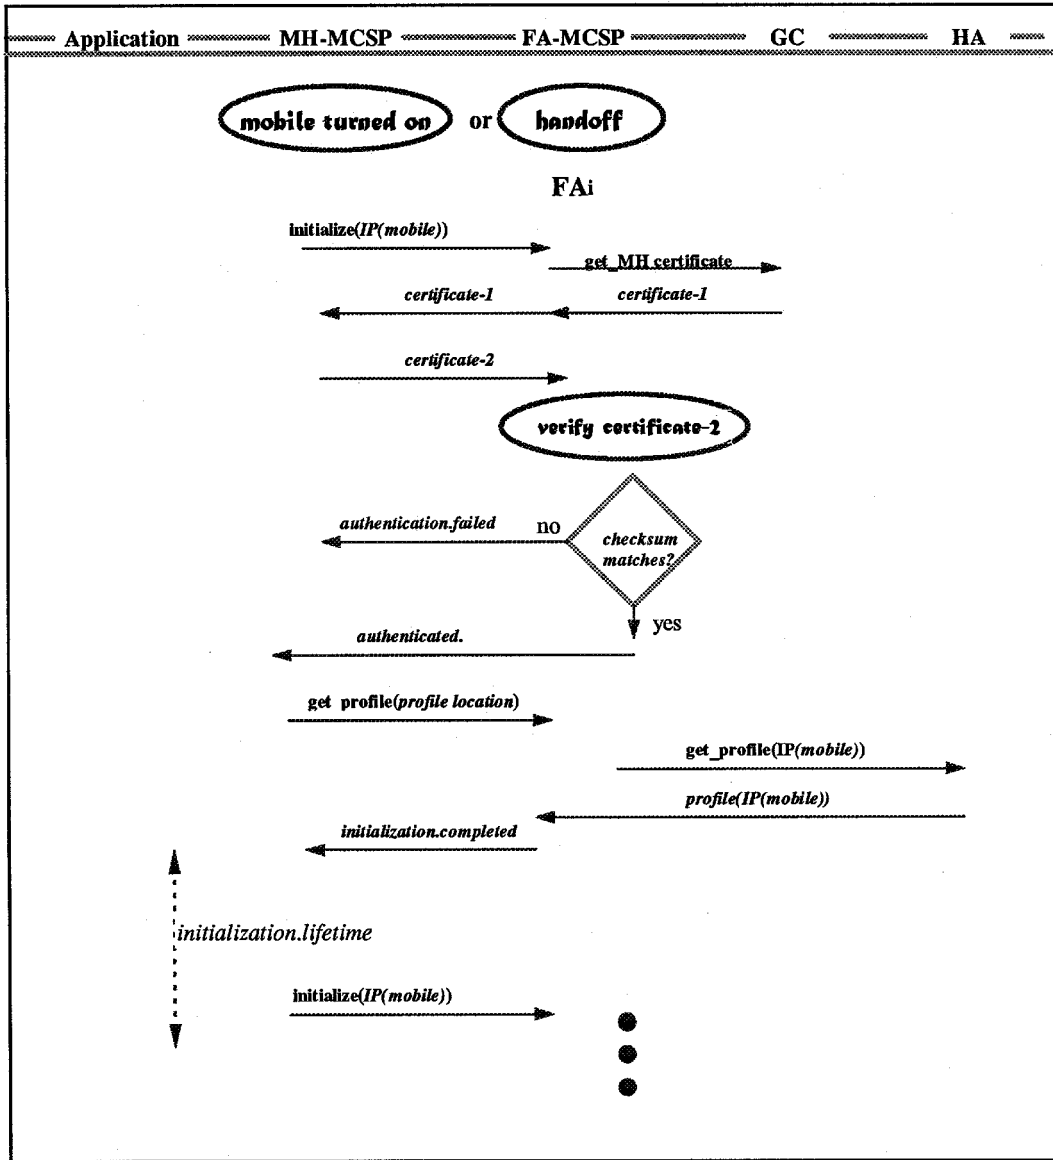 Application MH-MCSP FA-MCSP GC HA
mobile turned on or handoff
FAi
initialize(IP(mobile))
get_MH certificate
certificate-1 certificate-1
certificate-2
verify certificate-2
authentication.failed no
checksum
matches?
yes
authenticated.
get profile(profile location)
get_profile(IP(mobile))
profile(IP(mobile))
initialization.completed
initialization.lifetime
initialize(IP(mobile))